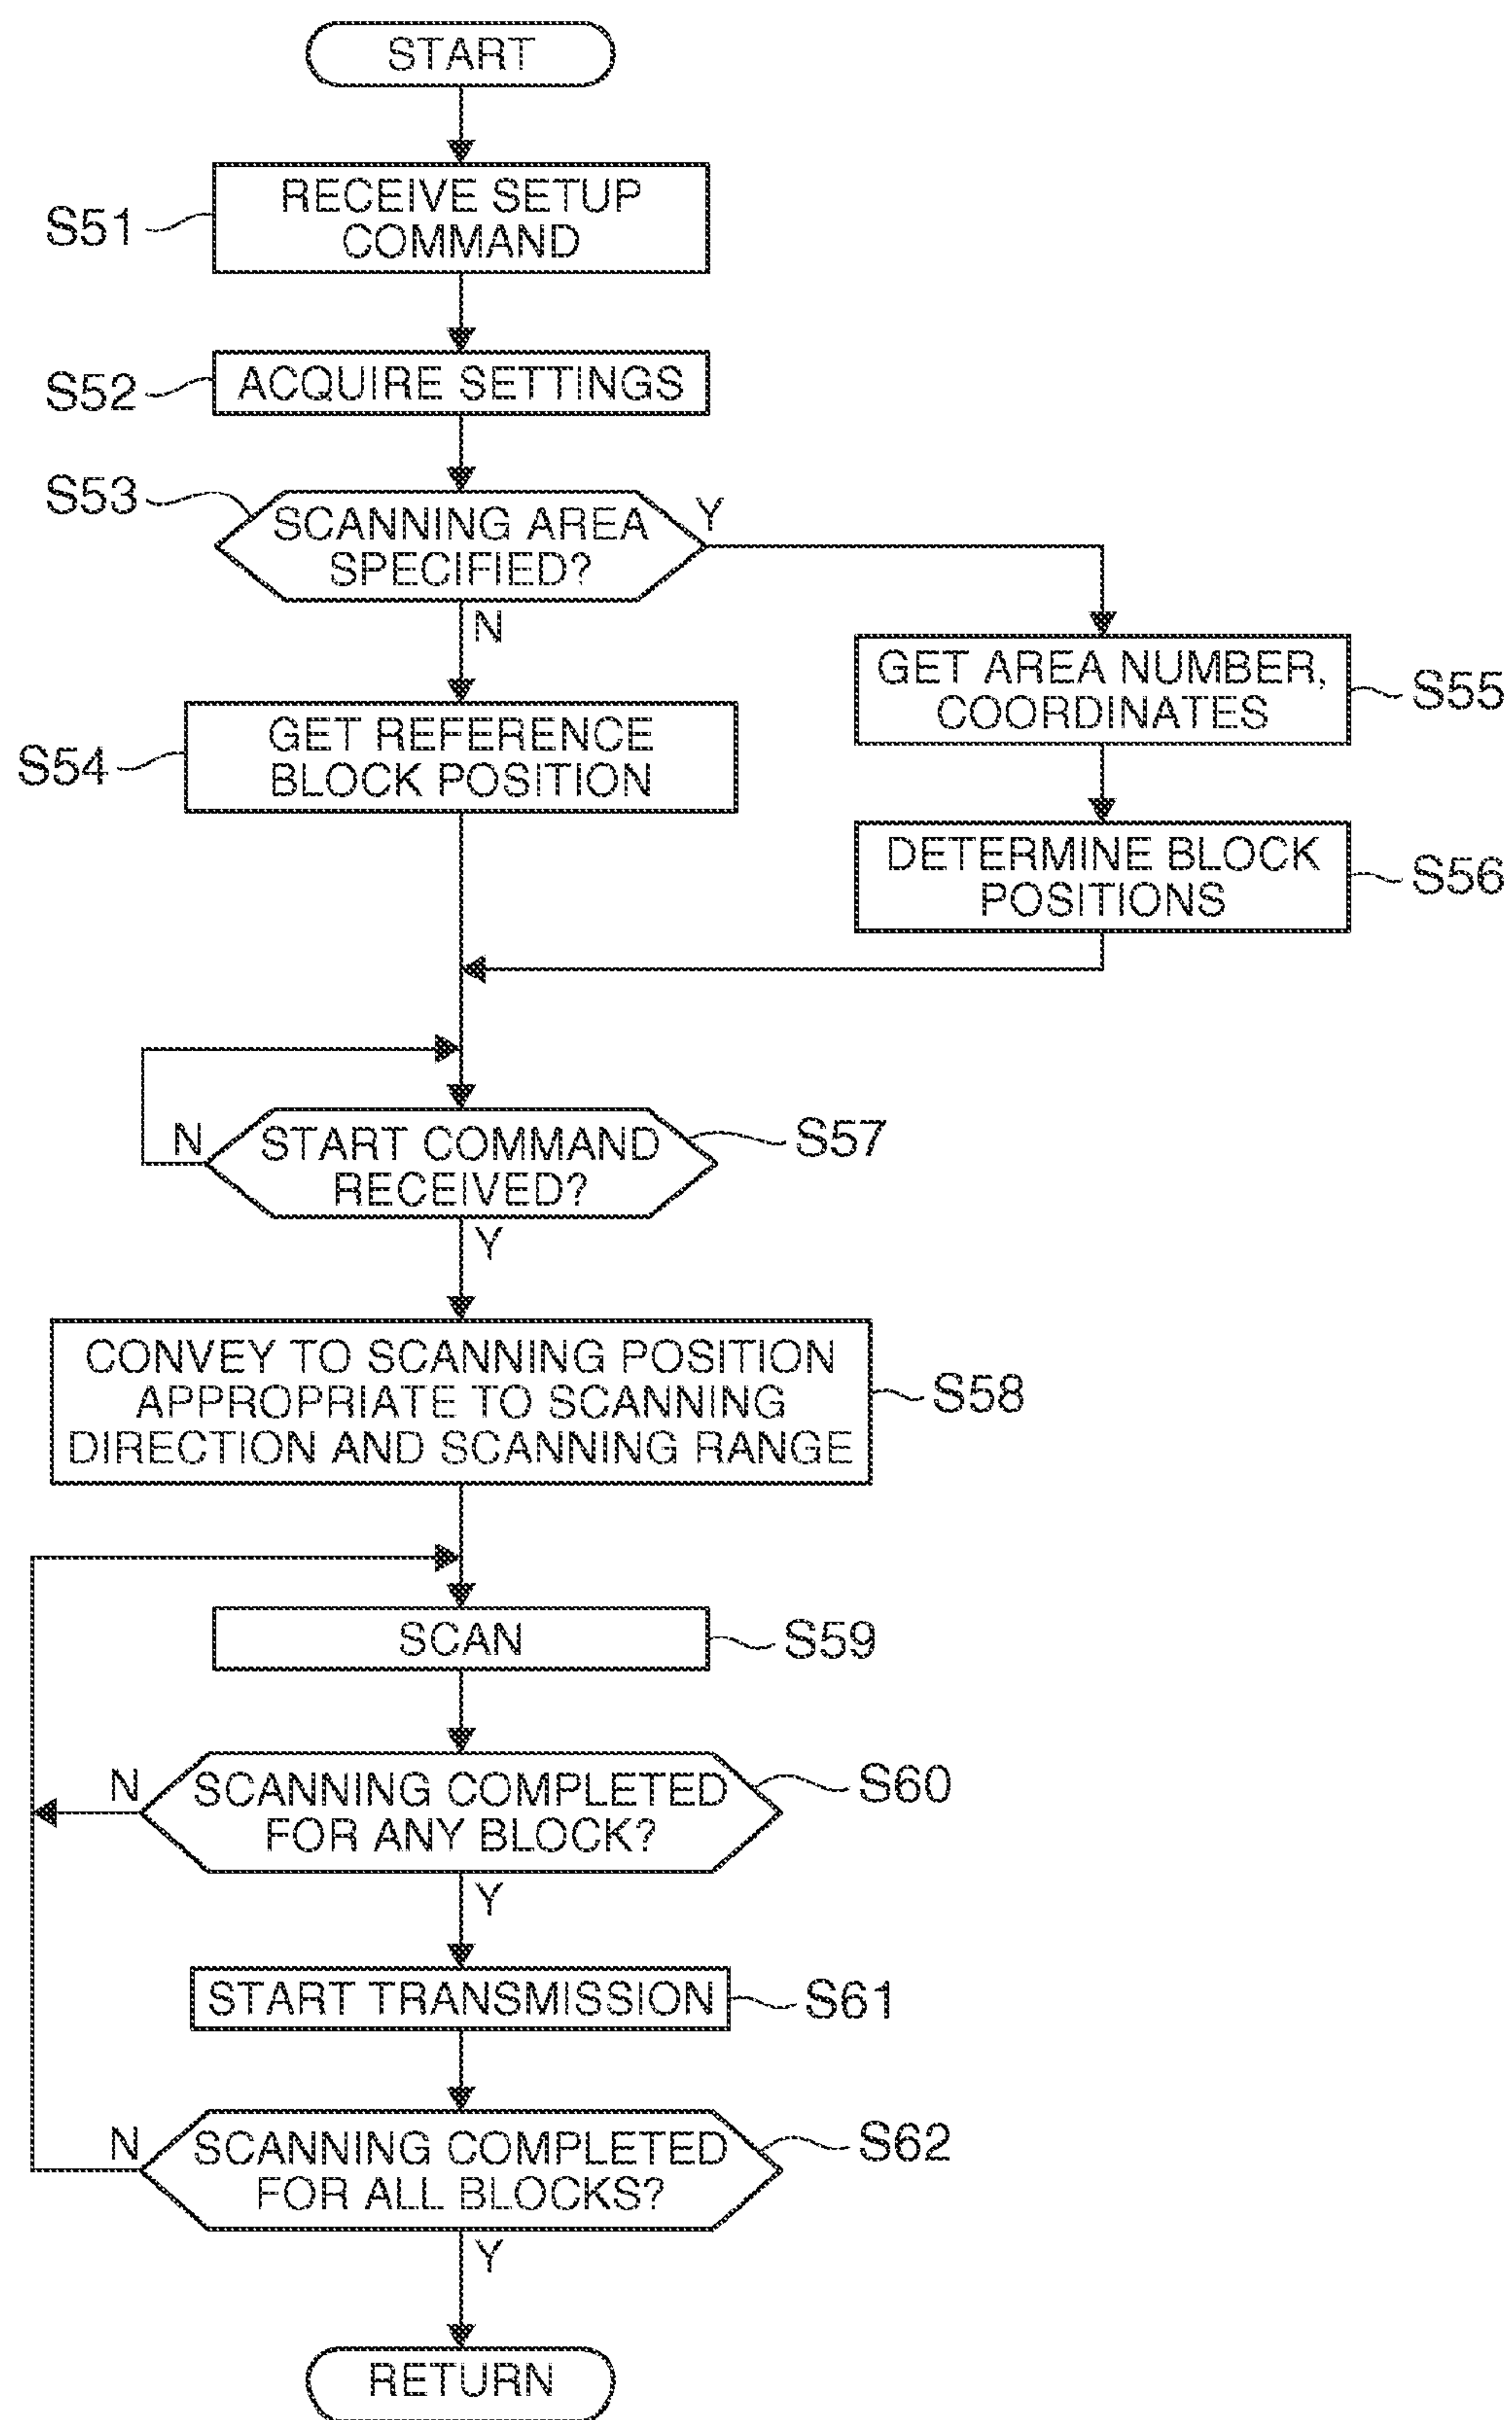 START
S51
RECEIVE SETUP
COMMAND
S52
ACQUIRE SETTINGS
S53
SCANNING AREA
SPECIFIED?
Y
N
GET AREA NUMBER,
COORDINATES
S55
S54
GET REFERENCE
BLOCK POSITION
DETERMINE BLOCK
POSITIONS
S56
N
START COMMAND
RECEIVED?
S57
Y
CONVEY TO SCANNING POSITION
APPROPRIATE TO SCANNING
DIRECTION AND SCANNING RANGE
S58
SCAN
S59
N
SCANNING COMPLETED
FOR ANY BLOCK?
S60
Y
START TRANSMISSION
S61
N
SCANNING COMPLETED
FOR ALL BLOCKS?
S62
Y
RETURN